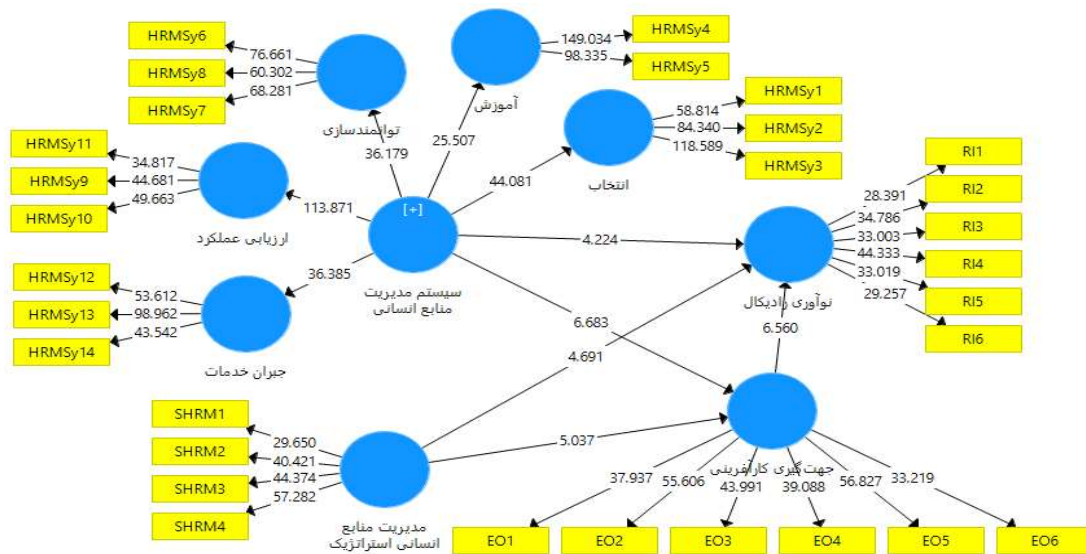 HRMSy6
HRMSy8
HRMSy7
76.661
60.302
68.281
توانمندسازی
149.034
98.335
HRMSy4
HRMSy5
آموزش
58.814
84.340
118.589
HRMSy1
HRMSy2
HRMSy3
انتخاب
36.179
25.507
44.081
HRMSy11
HRMSy9
HRMSy10
34.817
44.681
49.663
ارزیابی عملکرد
113.871
[+]
سیستم مدیریت
منابع انسانی
36.385
HRMSy12
HRMSy13
HRMSy14
53.612
98.962
43.542
جبران خدمات
4.224
6.683
4.691
RI1
RI2
RI3
RI4
RI5
RI6
28.391
34.786
33.003
44.333
33.019
29.257
نوآوری رادیکال
6.560
SHRM1
SHRM2
SHRM3
SHRM4
29.650
40.421
44.374
57.282
مدیریت منابع
انسانی استراتژیک
5.037
جهت‌گیری کارآفرینی
37.937
55.606
43.991
39.088
56.827
33.219
EO1
EO2
EO3
EO4
EO5
EO6